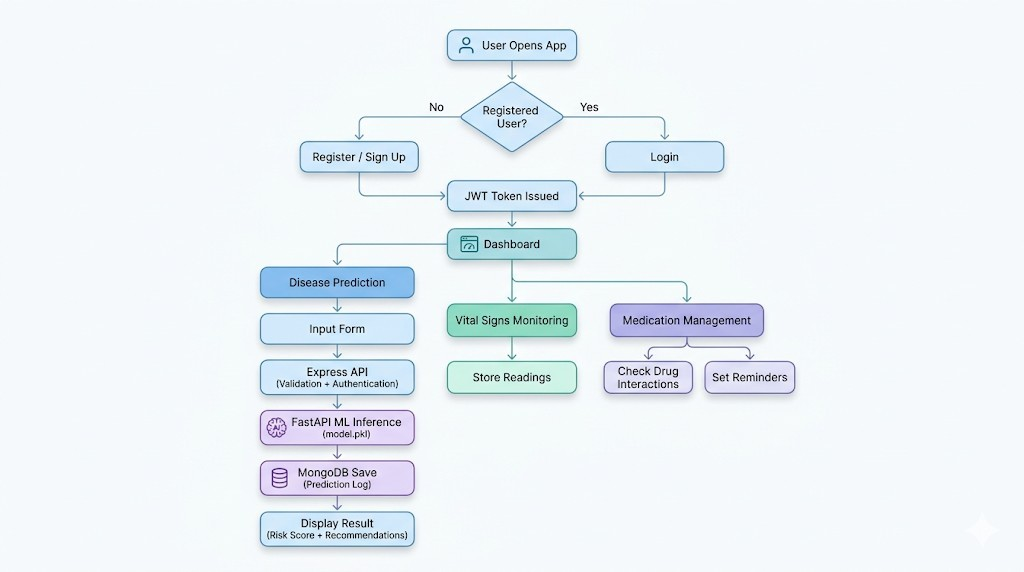 User Opens App
No
Registered
User?
Yes
Register / Sign Up
Login
JWT Token Issued
Dashboard
Disease Prediction
Input Form
Express API
(Validation + Authentication)
AI
FastAPI ML Inference
(model.pkl)
MongoDB Save
(Prediction Log)
Display Result
(Risk Score + Recommendations)
Vital Signs Monitoring
Store Readings
Medication Management
Check Drug
Interactions
Set Reminders